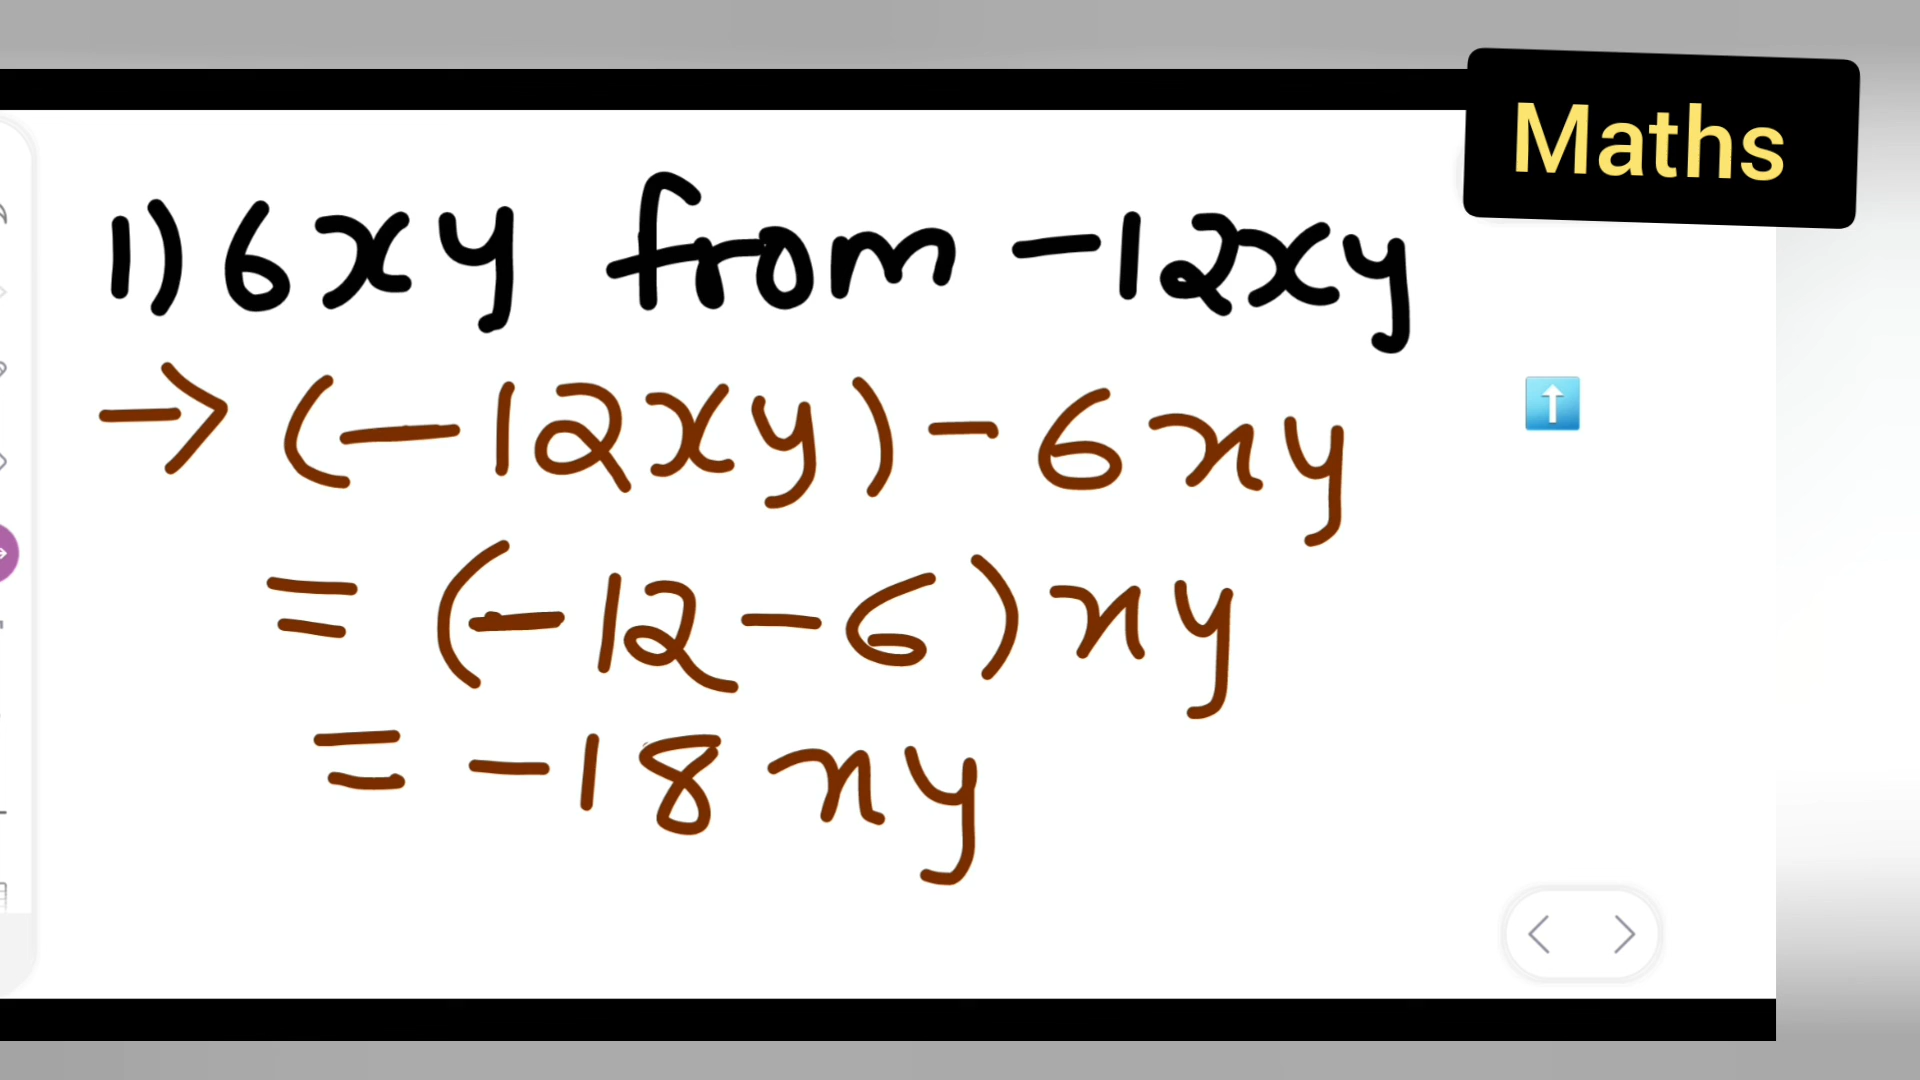 Maths
1) 6xy from -12xy
→ (-12xy) - 6xy
= (-12-6)xy
= -18xy